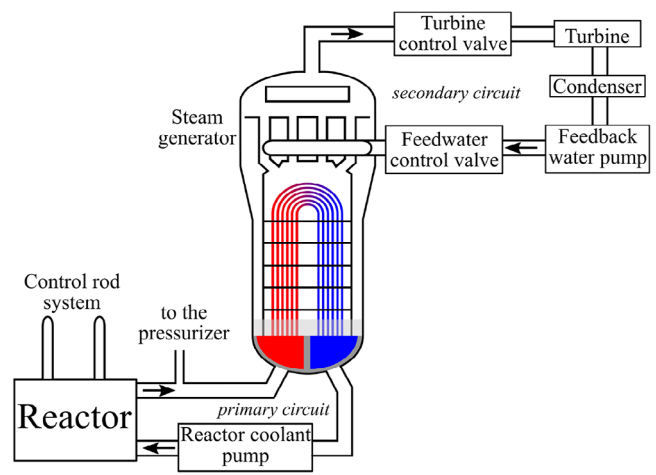 Turbine
control valve
Turbine
secondary circuit
Condenser
Steam
generator
Feedwater
control valve
Feedback
water pump
Control rod
system
to the
pressurizer
Reactor
primary circuit
Reactor coolant
pump